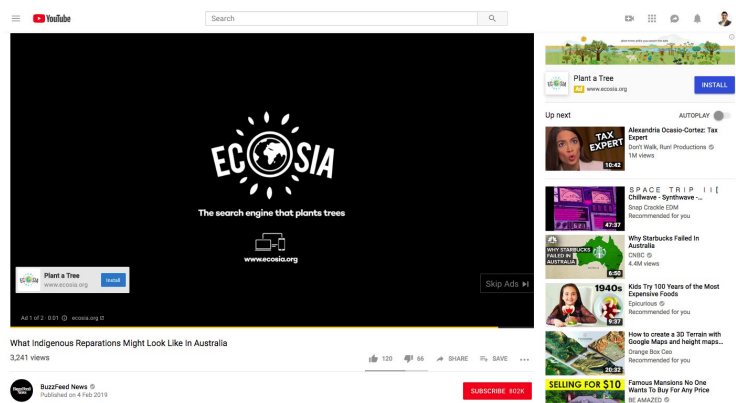 YouTube
Search
ECOSIA
The search engine that plants trees
www.ecosia.org
Plant a Tree
www.ecosia.org
Install
Skip Ads
Ad 1 of 2 · 0:01
ecosia.org
What Indigenous Reparations Might Look Like in Australia
3,241 views
120
66
SHARE
SAVE
BuzzFeed News
Published on 4 Feb 2019
SUBSCRIBE 802K
ECOSIA
Plant a Tree
Ad www.ecosia.org
INSTALL
Up next
AUTOPLAY
TAX
EXPERT
10:42
Alexandria Ocasio-Cortez: Tax
Expert
Don't Walk, Run! Productions
1M views
47:37
S P A C E T R I P I I [
Chillwave - Synthwave -...
Snap Crackle EDM
Recommended for you
WHY STARBUCKS
FAILED IN
AUSTRALIA
6:50
Why Starbucks Failed In
Australia
CNBC
4.4M views
1940s
9:37
Kids Try 100 Years of the Most
Expensive Foods
Epicurious
Recommended for you
20:32
How to create a 3D Terrain with
Google Maps and height maps...
Orange Box Ceo
Recommended for you
SELLING FOR $10
Famous Mansions No One
Wants To Buy For Any Price
BE AMAZED